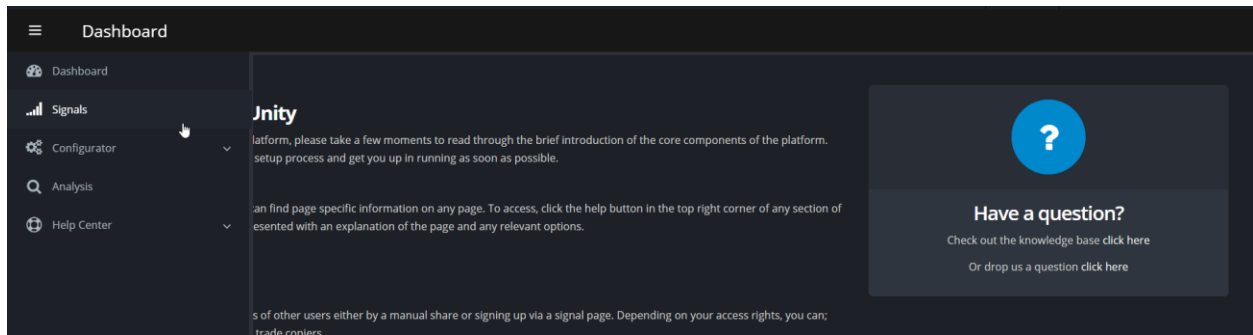 Dashboard
Dashboard
Signals
Configurator
Analysis
Help Center
Unity
latform, please take a few moments to read through the brief introduction of the core components of the platform.
setup process and get you up in running as soon as possible.
an find page specific information on any page. To access, click the help button in the top right corner of any section of
esented with an explanation of the page and any relevant options.
s of other users either by a manual share or signing up via a signal page. Depending on your access rights, you can;
trade copiers.
?
Have a question?
Check out the knowledge base click here
Or drop us a question click here